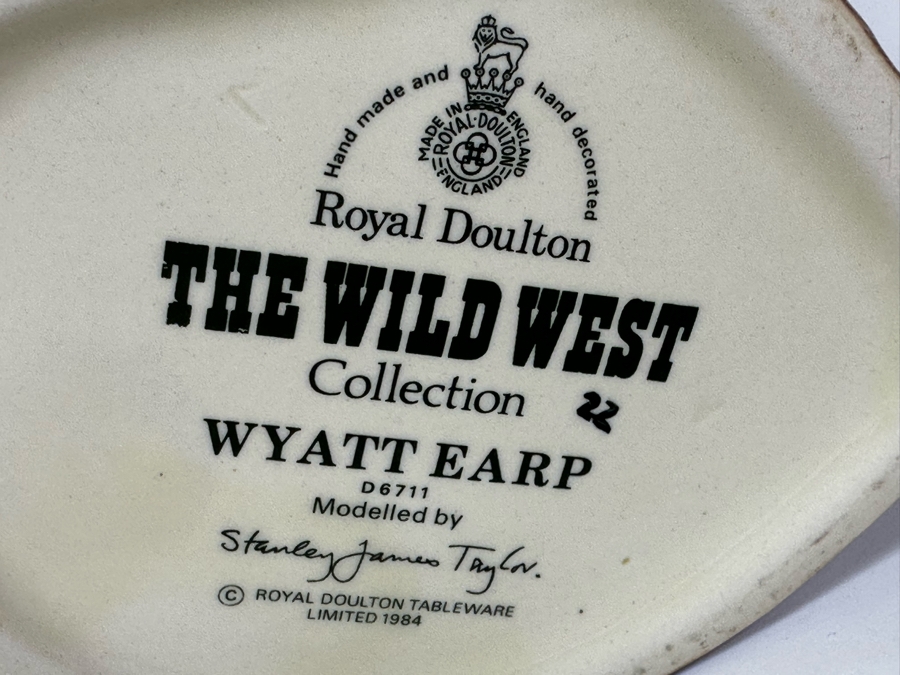 Hand made and hand decorated
MADE IN ENGLAND
ROYAL·DOULTON
ENGLAND
Royal Doulton
THE WILD WEST
Collection
22
WYATT EARP
D 6711
Modelled by
Stanley James Taylor.
© ROYAL DOULTON TABLEWARE
LIMITED 1984